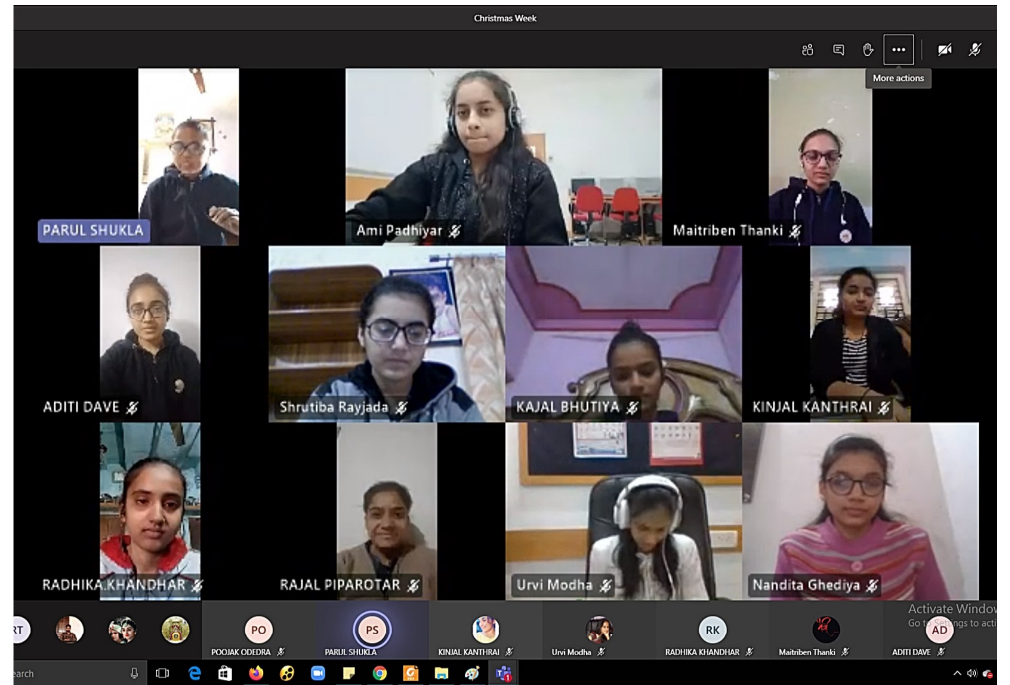 Christmas Week
More actions
PARUL SHUKLA
Ami Padhiyar
Maitriben Thanki
ADITI DAVE
Shrutiba Rayjada
KAJAL BHUTIYA
KINJAL KANTHRAI
RADHIKA.KHANDHAR
RAJAL PIPAROTAR
Urvi Modha
Nandita Ghediya
Activate Window
RT
PO
PS
RK
AD
POOJAK ODEDRA
PARUL SHUKLA
KINJAL KANTHRAI
Urvi Modha
RADHIKA KHANDHAR
Maitriben Thanki
ADITI DAVE
earch